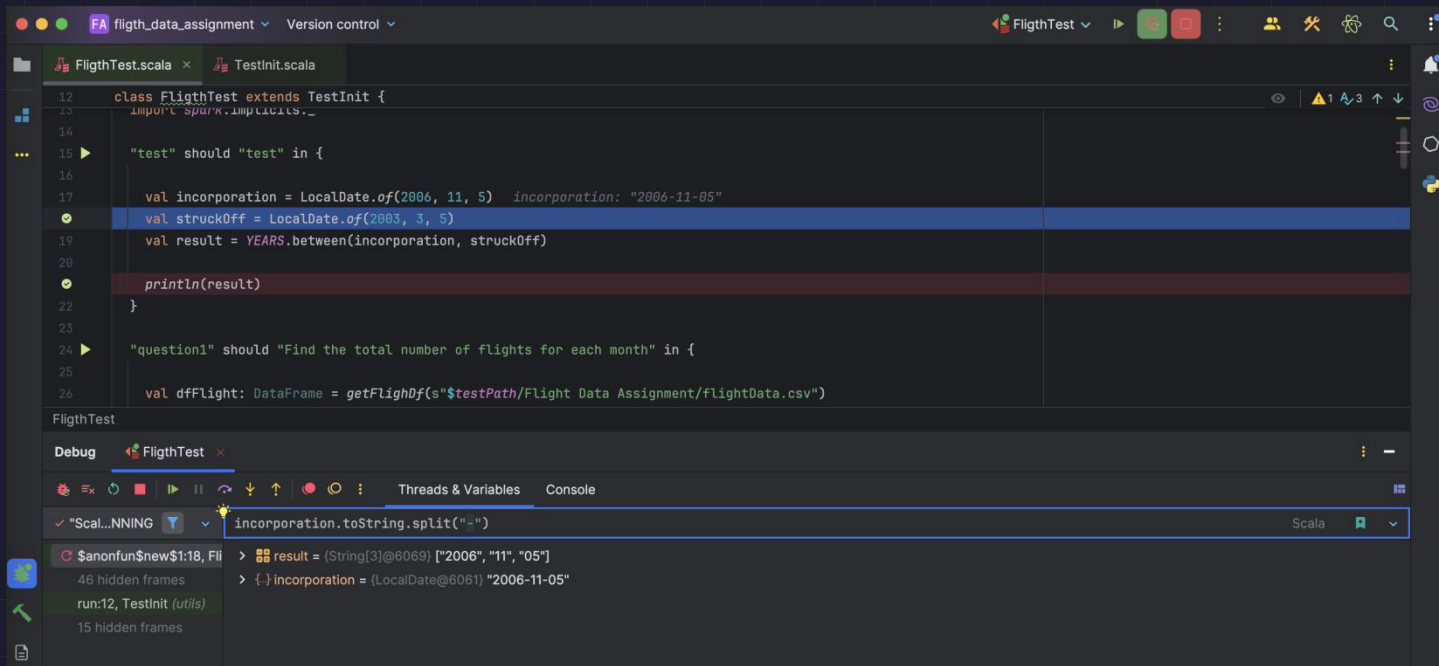 FA fligth_data_assignment Version control FligthTest
FligthTest.scala TestInit.scala
12 class FligthTest extends TestInit { 1 3
13 import spark.implicits._
14
15 "test" should "test" in {
16
17 val incorporation = LocalDate.of(2006, 11, 5) incorporation: "2006-11-05"
val struckOff = LocalDate.of(2003, 3, 5)
19 val result = YEARS.between(incorporation, struckOff)
20
println(result)
22 }
23
24 "question1" should "Find the total number of flights for each month" in {
25
26 val dfFlight: DataFrame = getFlighDf(s"$testPath/Flight Data Assignment/flightData.csv")
FligthTest
Debug FligthTest
Threads & Variables Console
"Scal...NNING incorporation.toString.split("-") Scala
$anonfun$new$1:18, Fli result = {String[3]@6069} ["2006", "11", "05"]
46 hidden frames incorporation = {LocalDate@6061} "2006-11-05"
run:12, TestInit (utils)
15 hidden frames